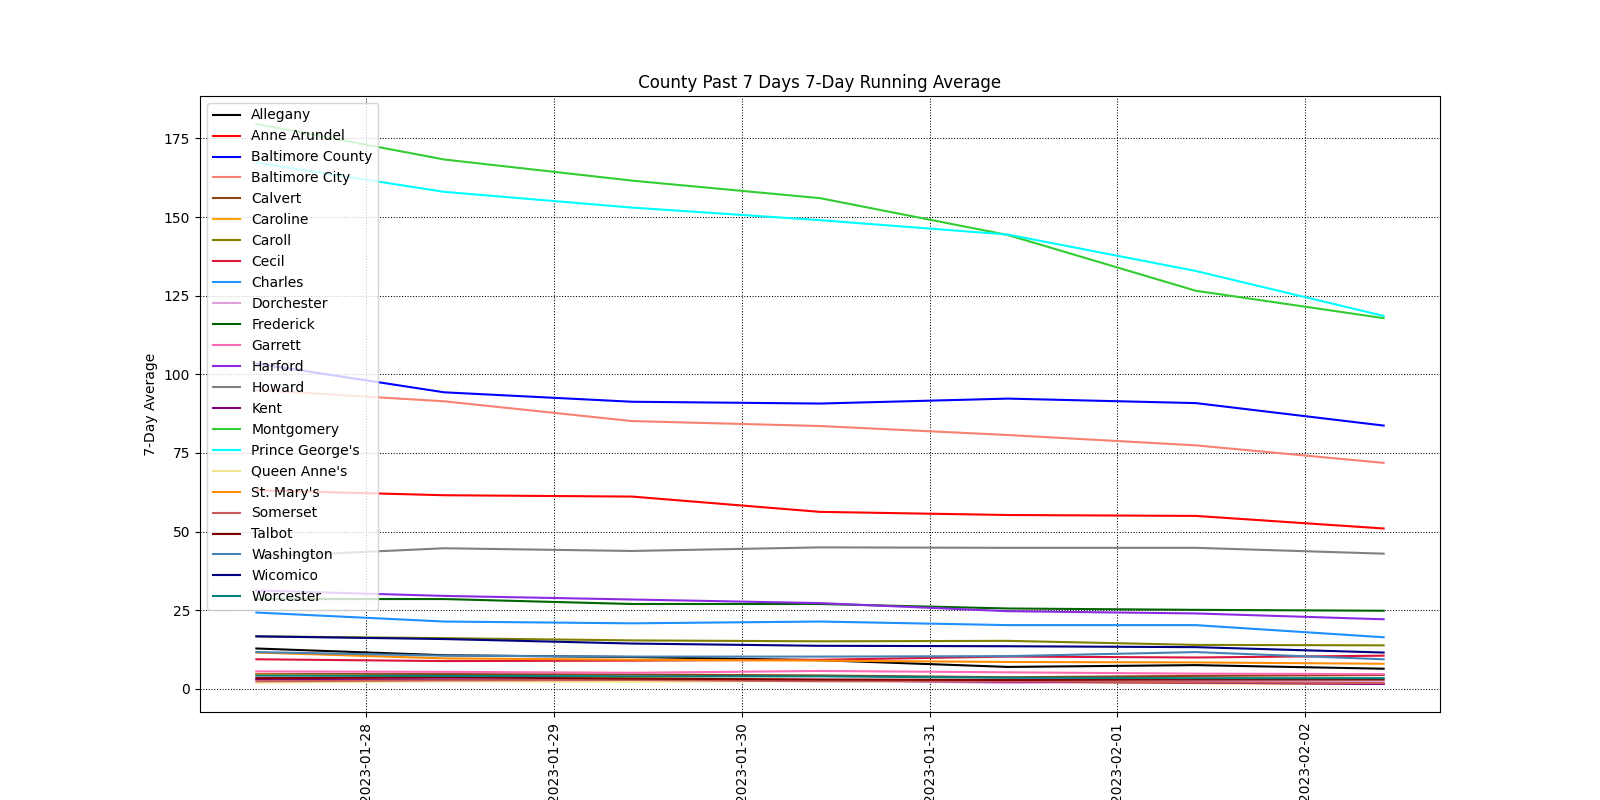 County Past 7 Days 7-Day Running Average
7-Day Average
175
150
125
100
75
50
25
0
Allegany
Anne Arundel
Baltimore County
Baltimore City
Calvert
Caroline
Caroll
Cecil
Charles
Dorchester
Frederick
Garrett
Harford
Howard
Kent
Montgomery
Prince George's
Queen Anne's
St. Mary's
Somerset
Talbot
Washington
Wicomico
Worcester
2023-01-28
2023-01-29
2023-01-30
2023-01-31
2023-02-01
2023-02-02